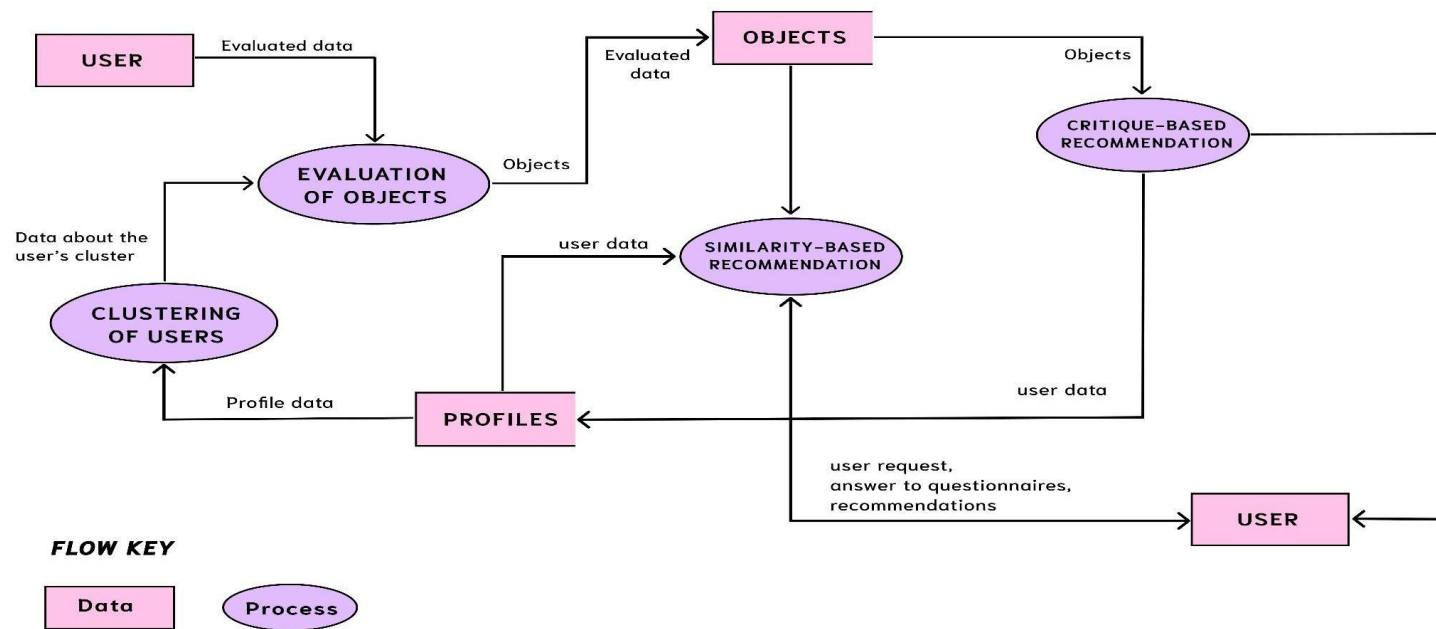 OBJECTS
Evaluated data
USER
Evaluated
data
Objects
CRITIQUE-BASED
RECOMMENDATION
Objects
EVALUATION
OF OBJECTS
Data about the
user's cluster
user data
SIMILARITY-BASED
RECOMMENDATION
CLUSTERING
OF USERS
Profile data
PROFILES
user data
user request,
answer to questionnaires,
recommendations
USER
FLOW KEY
Data
Process